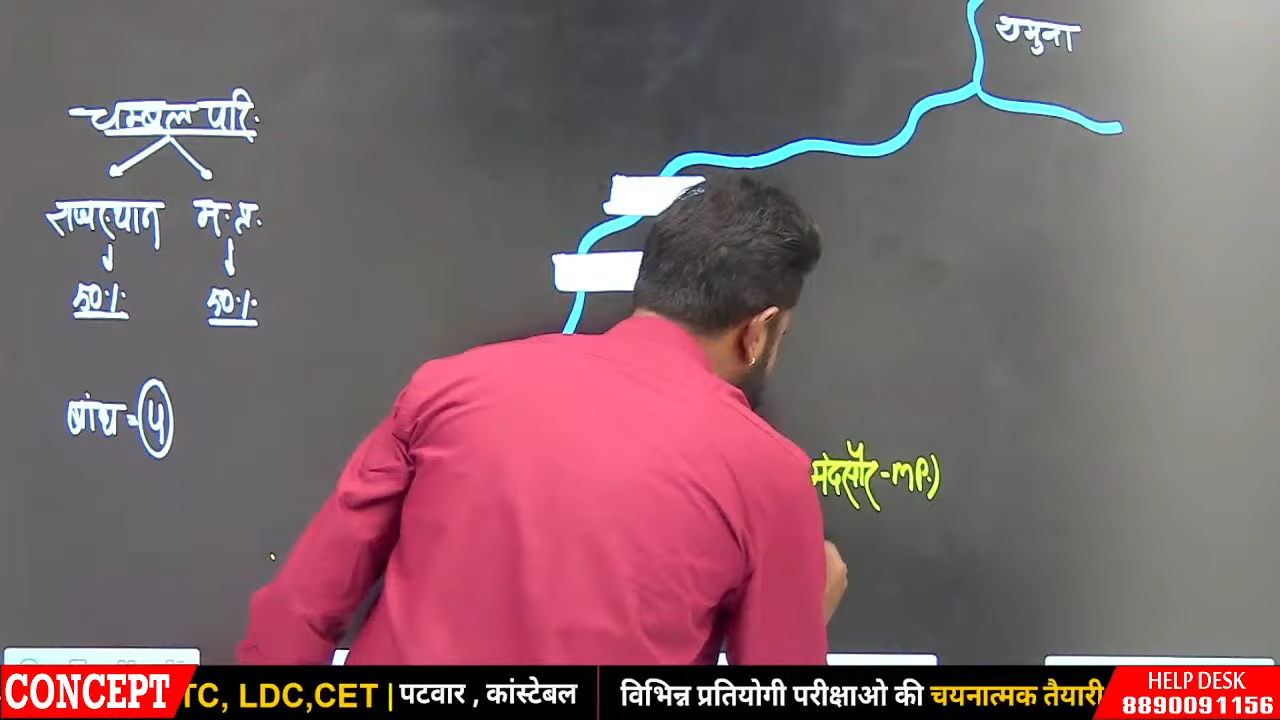 यमुना
चम्बल परि.
राजस्थान म.प्र.
50% 50%
बांध = 4
मंदसौर-MP.)
CONCEPT TC, LDC,CET | पटवार , कांस्टेबल विभिन्न प्रतियोगी परीक्षाओ की चयनात्मक तैयारी HELP DESK
8890091156